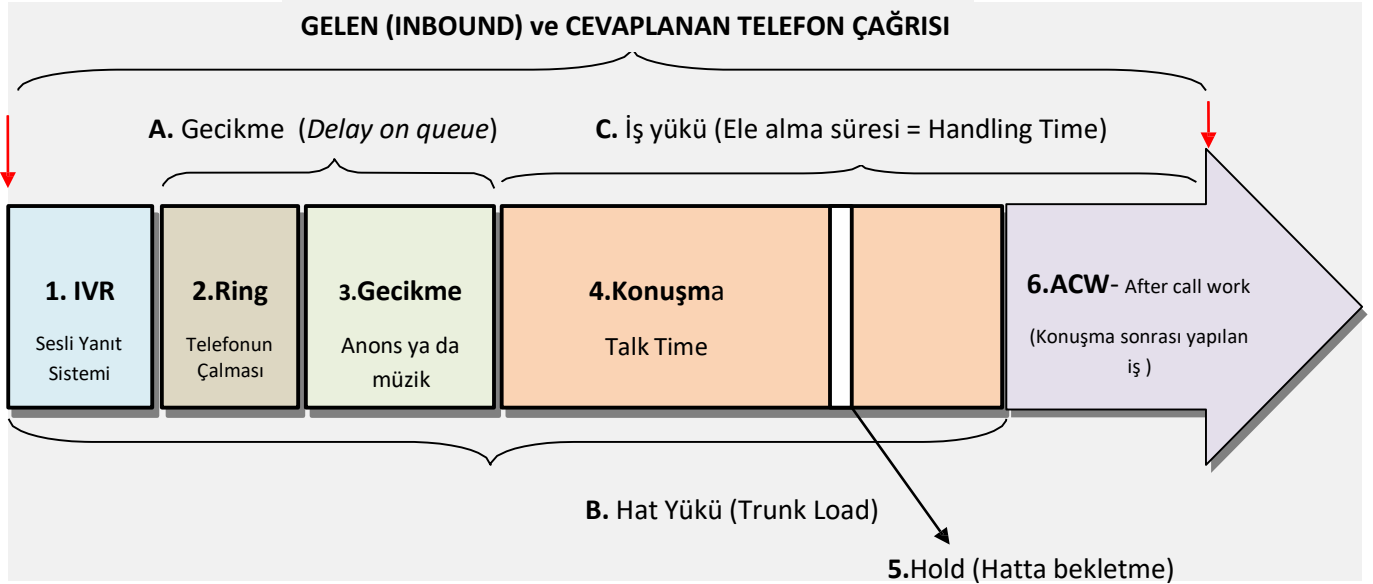 GELEN (INBOUND) ve CEVAPLANAN TELEFON ÇAĞRISI
A. Gecikme (Delay on queue)
C. İş yükü (Ele alma süresi = Handling Time)
1. IVR
Sesli Yanıt
Sistemi
2.Ring
Telefonun
Çalması
3.Gecikme
Anons ya da
müzik
4.Konuşma
Talk Time
6.ACW- After call work
(Konuşma sonrası yapılan
iş )
B. Hat Yükü (Trunk Load)
5.Hold (Hatta bekletme)